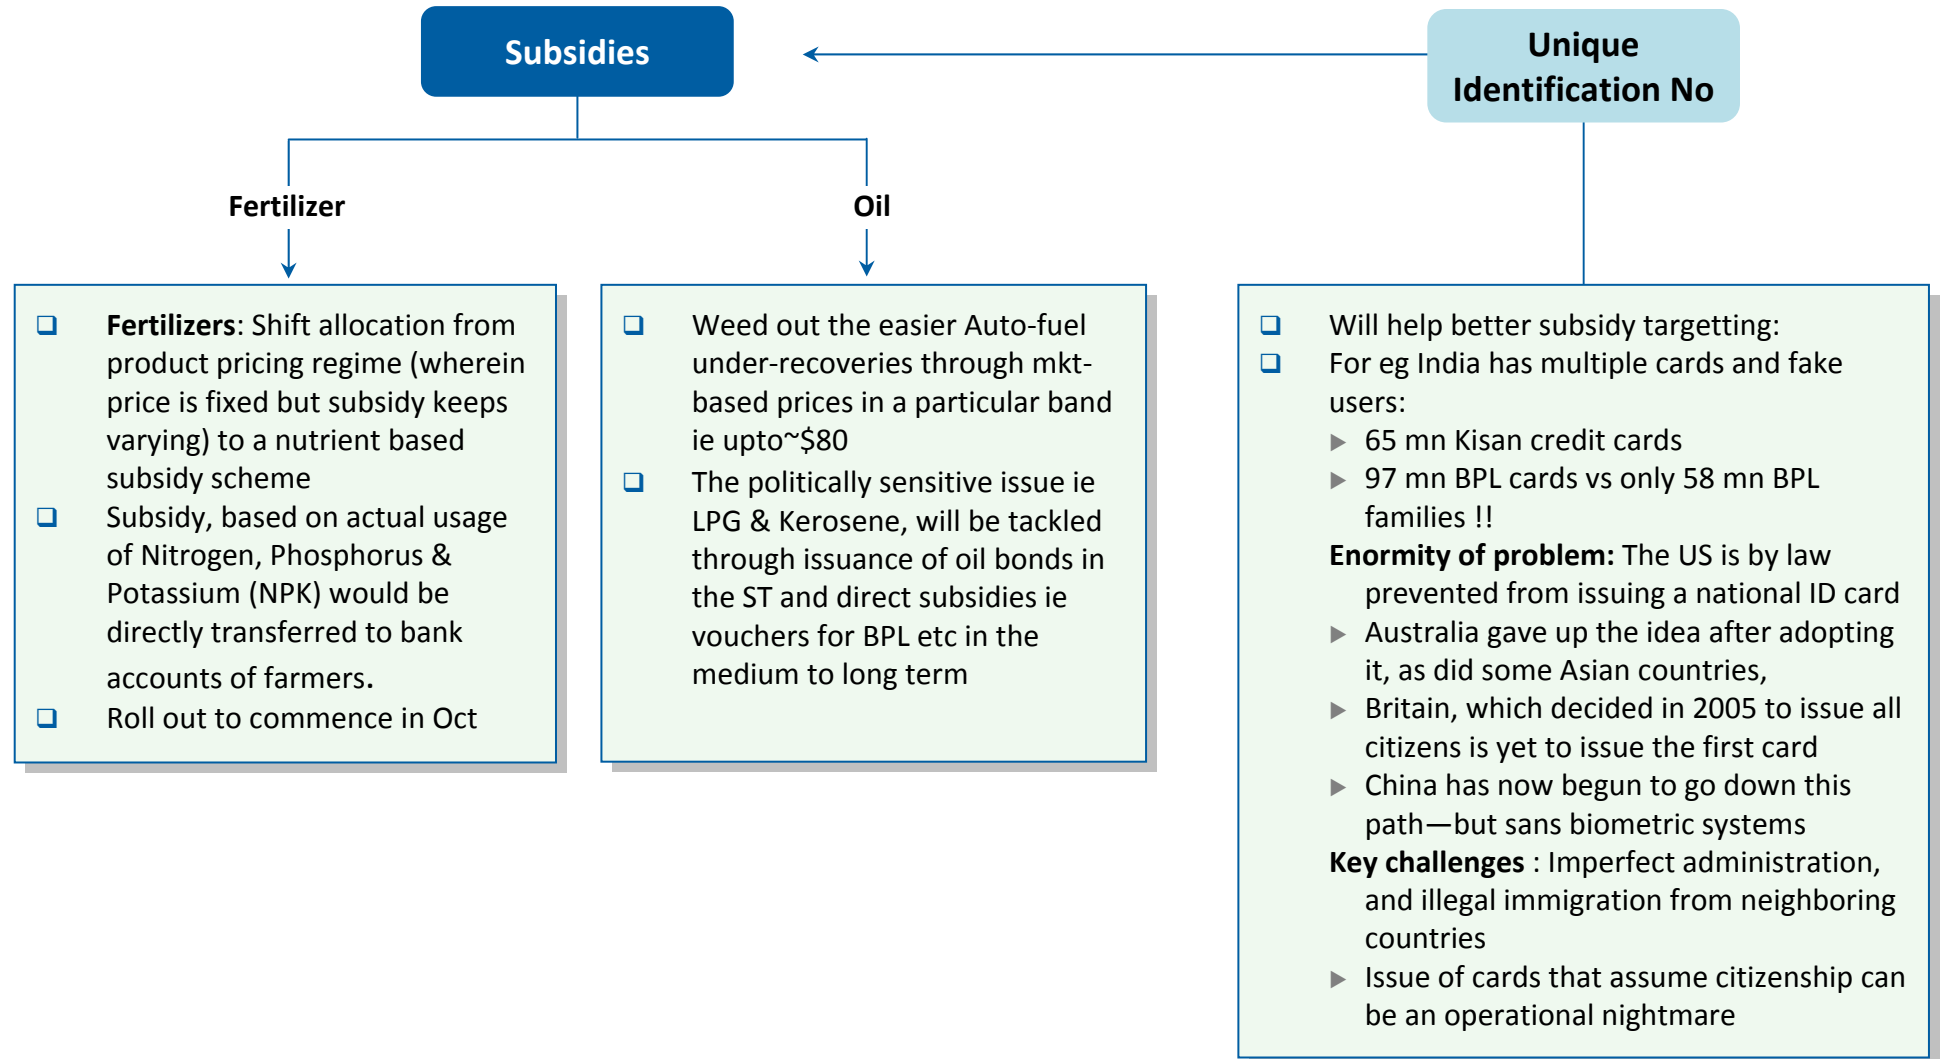 Subsidies
Unique
Identification No
Fertilizer
Oil
Fertilizers: Shift allocation from
product pricing regime (wherein
price is fixed but subsidy keeps
varying) to a nutrient based
subsidy scheme
Subsidy, based on actual usage
of Nitrogen, Phosphorus &
Potassium (NPK) would be
directly transferred to bank
accounts of farmers.
Roll out to commence in Oct
Weed out the easier Auto-fuel
under-recoveries through mkt-
based prices in a particular band
ie upto~$80
The politically sensitive issue ie
LPG & Kerosene, will be tackled
through issuance of oil bonds in
the ST and direct subsidies ie
vouchers for BPL etc in the
medium to long term
Will help better subsidy targetting:
For eg India has multiple cards and fake
users:
65 mn Kisan credit cards
97 mn BPL cards vs only 58 mn BPL
families !!
Enormity of problem: The US is by law
prevented from issuing a national ID card
Australia gave up the idea after adopting
it, as did some Asian countries,
Britain, which decided in 2005 to issue all
citizens is yet to issue the first card
China has now begun to go down this
path—but sans biometric systems
Key challenges : Imperfect administration,
and illegal immigration from neighboring
countries
Issue of cards that assume citizenship can
be an operational nightmare